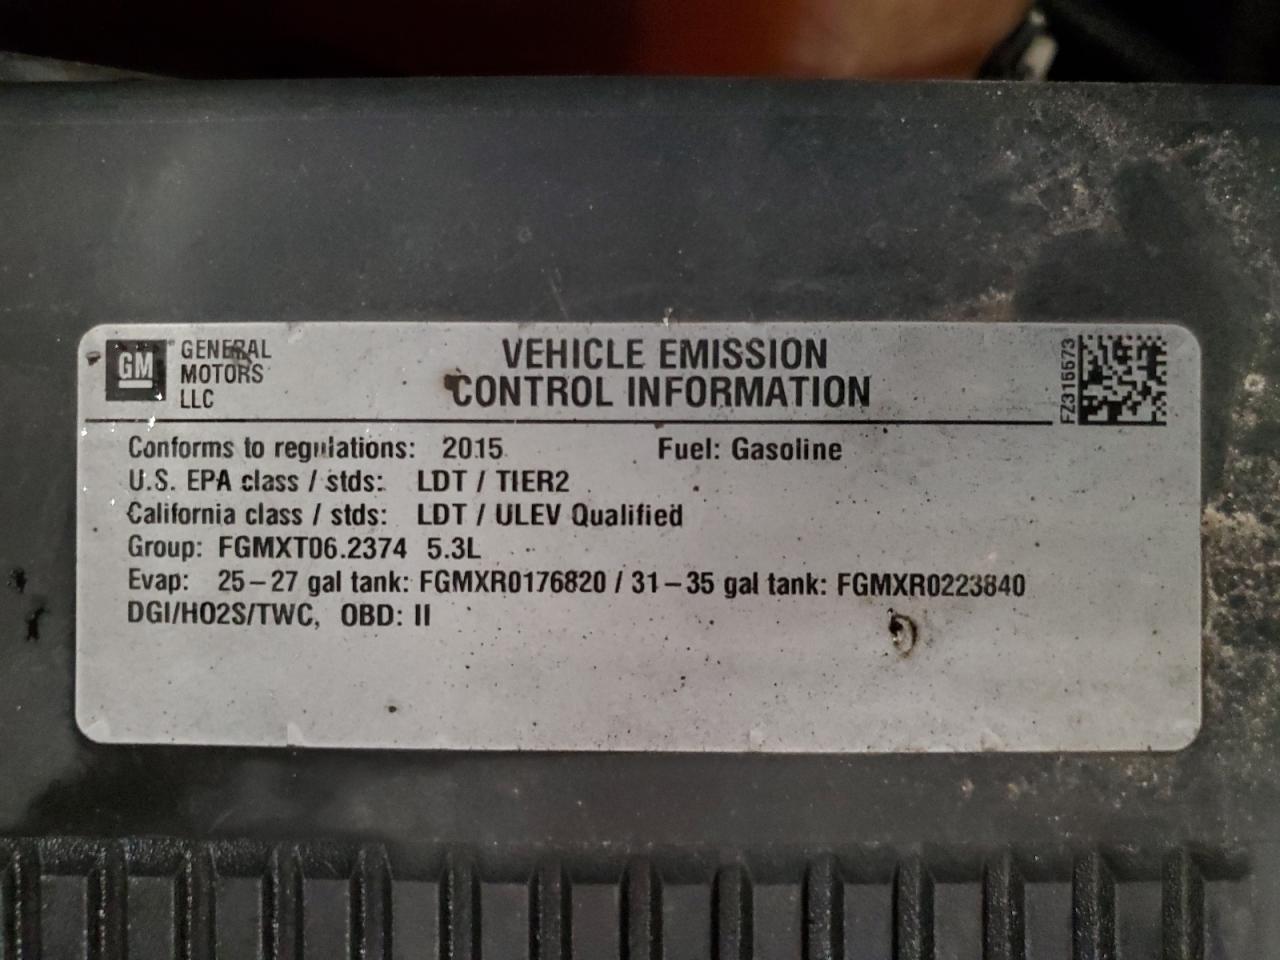 GM
GENERAL
MOTORS
LLC
VEHICLE EMISSION
CONTROL INFORMATION
FZ316573
Conforms to regulations: 2015 Fuel: Gasoline
U.S. EPA class / stds: LDT / TIER2
California class / stds: LDT / ULEV Qualified
Group: FGMXT06.2374 5.3L
Evap: 25-27 gal tank: FGMXR0176820 / 31-35 gal tank: FGMXR0223840
DGI/HO2S/TWC, OBD: II